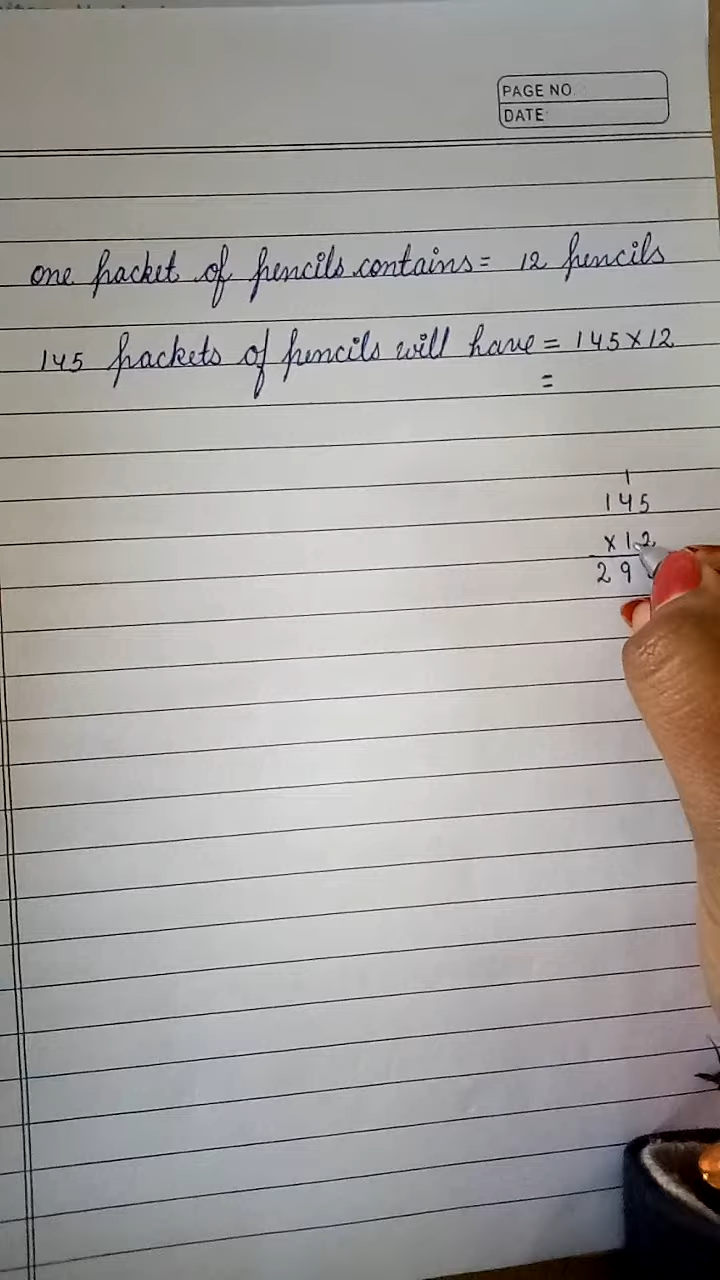 PAGE NO.
DATE
one packet of pencils contains = 12 pencils
145 packets of pencils will have = 145 × 12
=
1
145
× 12
29